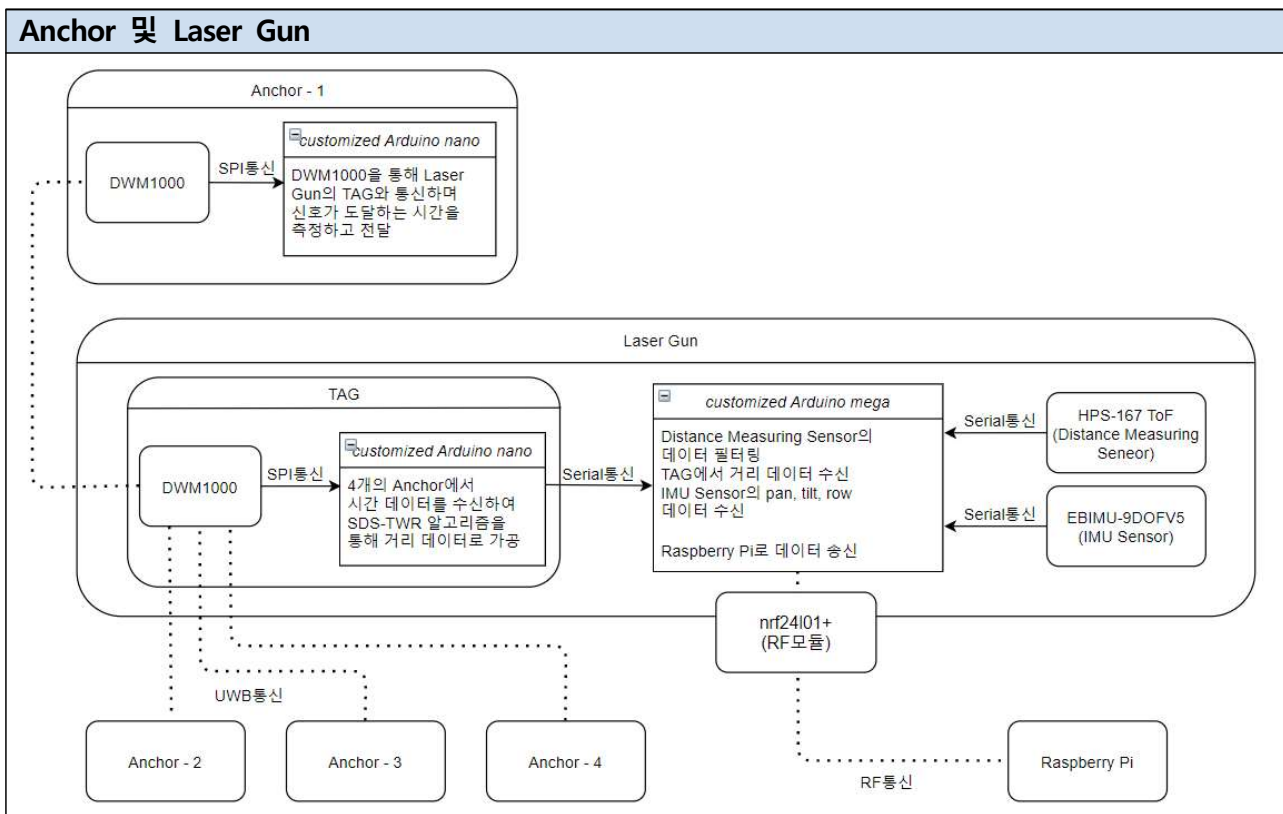 Anchor 및 Laser Gun
Anchor - 1
DWM1000
SPI통신
customized Arduino nano
DWM1000을 통해 Laser
Gun의 TAG와 통신하며
신호가 도달하는 시간을
측정하고 전달
Laser Gun
TAG
DWM1000
SPI통신
customized Arduino nano
4개의 Anchor에서
시간 데이터를 수신하여
SDS-TWR 알고리즘을
통해 거리 데이터로 가공
Serial통신
customized Arduino mega
Distance Measuring Sensor의
데이터 필터링
TAG에서 거리 데이터 수신
IMU Sensor의 pan, tilt, row
데이터 수신
Raspberry Pi로 데이터 송신
Serial통신
HPS-167 ToF
(Distance Measuring
Seneor)
Serial통신
EBIMU-9DOFV5
(IMU Sensor)
nrf24l01+
(RF모듈)
UWB통신
Anchor - 2
Anchor - 3
Anchor - 4
RF통신
Raspberry Pi